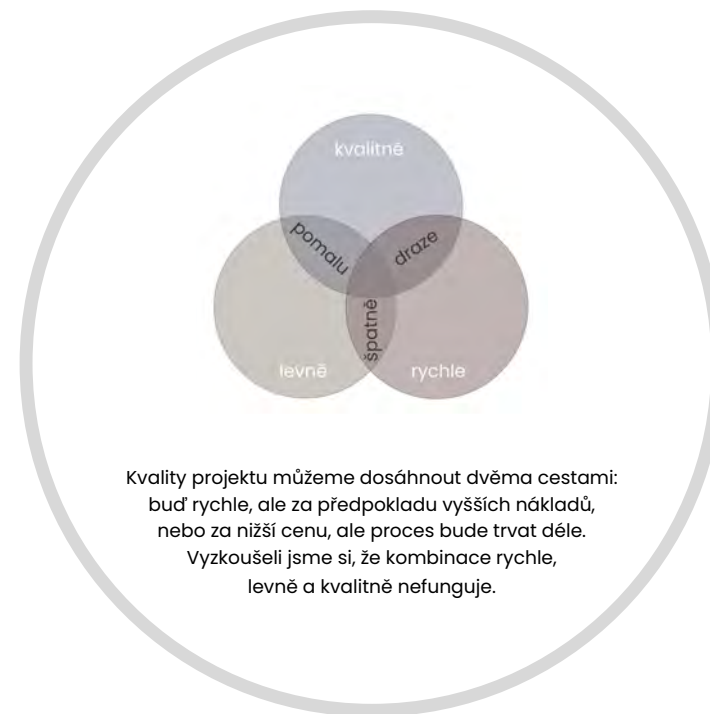 kvalitně
pomalu
draze
špatně
levně
rychle
Kvality projektu můžeme dosáhnout dvěma cestami:
buď rychle, ale za předpokladu vyšších nákladů,
nebo za nižší cenu, ale proces bude trvat déle.
Vyzkoušeli jsme si, že kombinace rychle,
levně a kvalitně nefunguje.